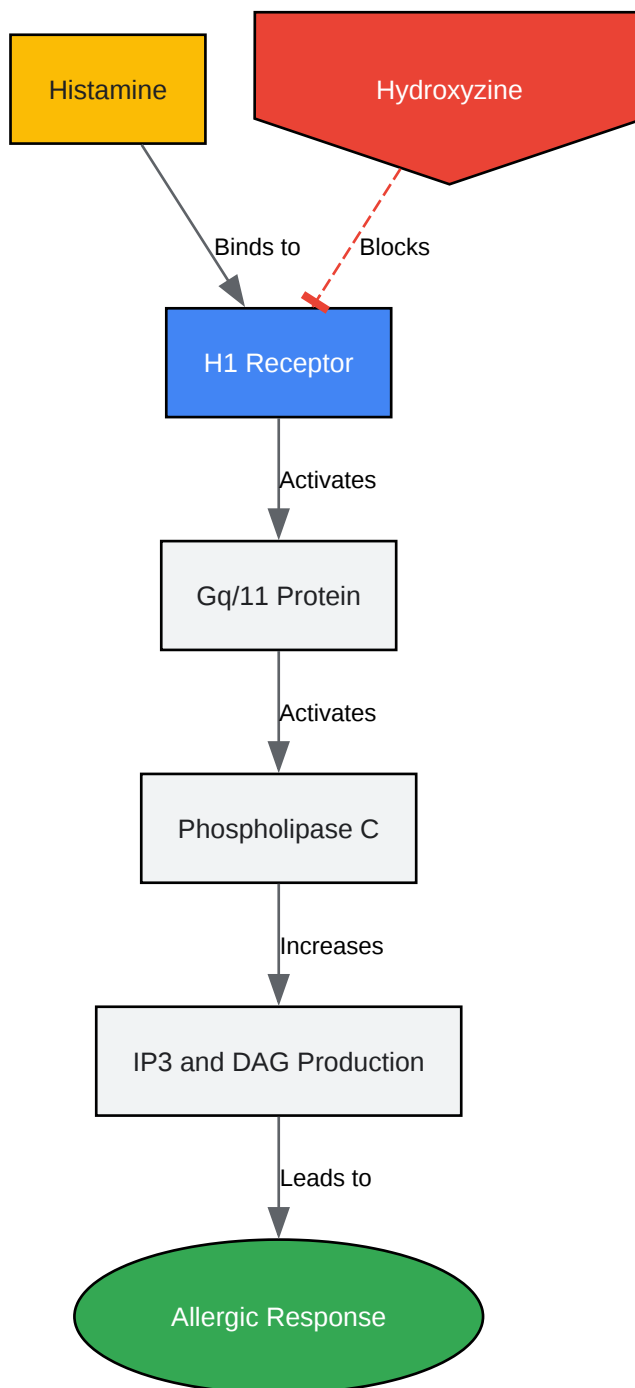 Histamine
Hydroxyzine
Binds to
Blocks
H1 Receptor
Activates
Gq/11 Protein
Activates
Phospholipase C
Increases
IP3 and DAG Production
Leads to
Allergic Response